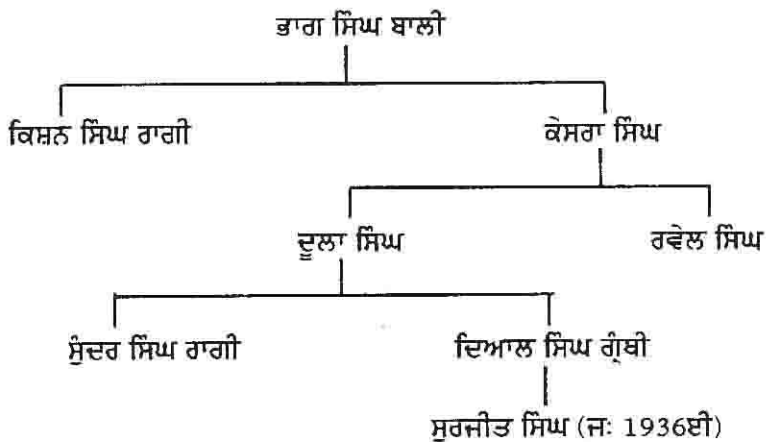 ਭਾਗ ਸਿੰਘ ਬਾਲੀ
ਕਿਸ਼ਨ ਸਿੰਘ ਰਾਗੀ ਕੇਸਰਾ ਸਿੰਘ
ਦੂਲਾ ਸਿੰਘ ਰਵੇਲ ਸਿੰਘ
ਸੁੰਦਰ ਸਿੰਘ ਰਾਗੀ ਦਿਆਲ ਸਿੰਘ ਗ੍ਰੰਥੀ
ਸੁਰਜੀਤ ਸਿੰਘ (ਜ: 1936ਈ)